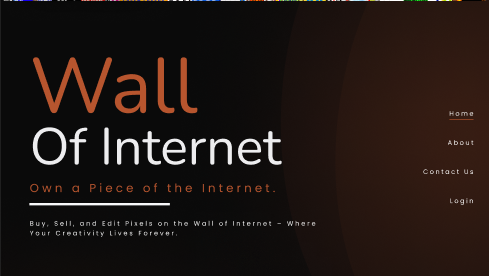 Wall
Of Internet
Own a Piece of the Internet.
Buy, Sell, and Edit Pixels on the Wall of Internet – Where
Your Creativity Lives Forever.
Home
About
Contact Us
Login